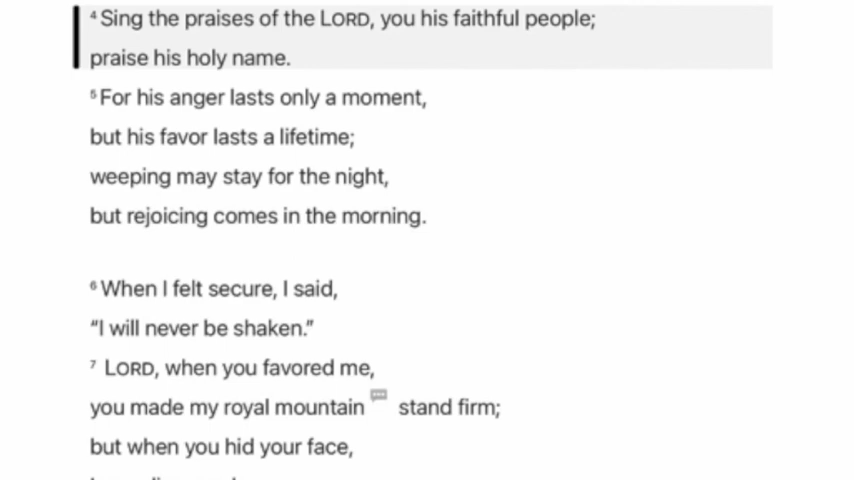 4 Sing the praises of the LORD, you his faithful people;
praise his holy name.
5 For his anger lasts only a moment,
but his favor lasts a lifetime;
weeping may stay for the night,
but rejoicing comes in the morning.
6 When I felt secure, I said,
“I will never be shaken.”
7 LORD, when you favored me,
you made my royal mountain stand firm;
but when you hid your face,